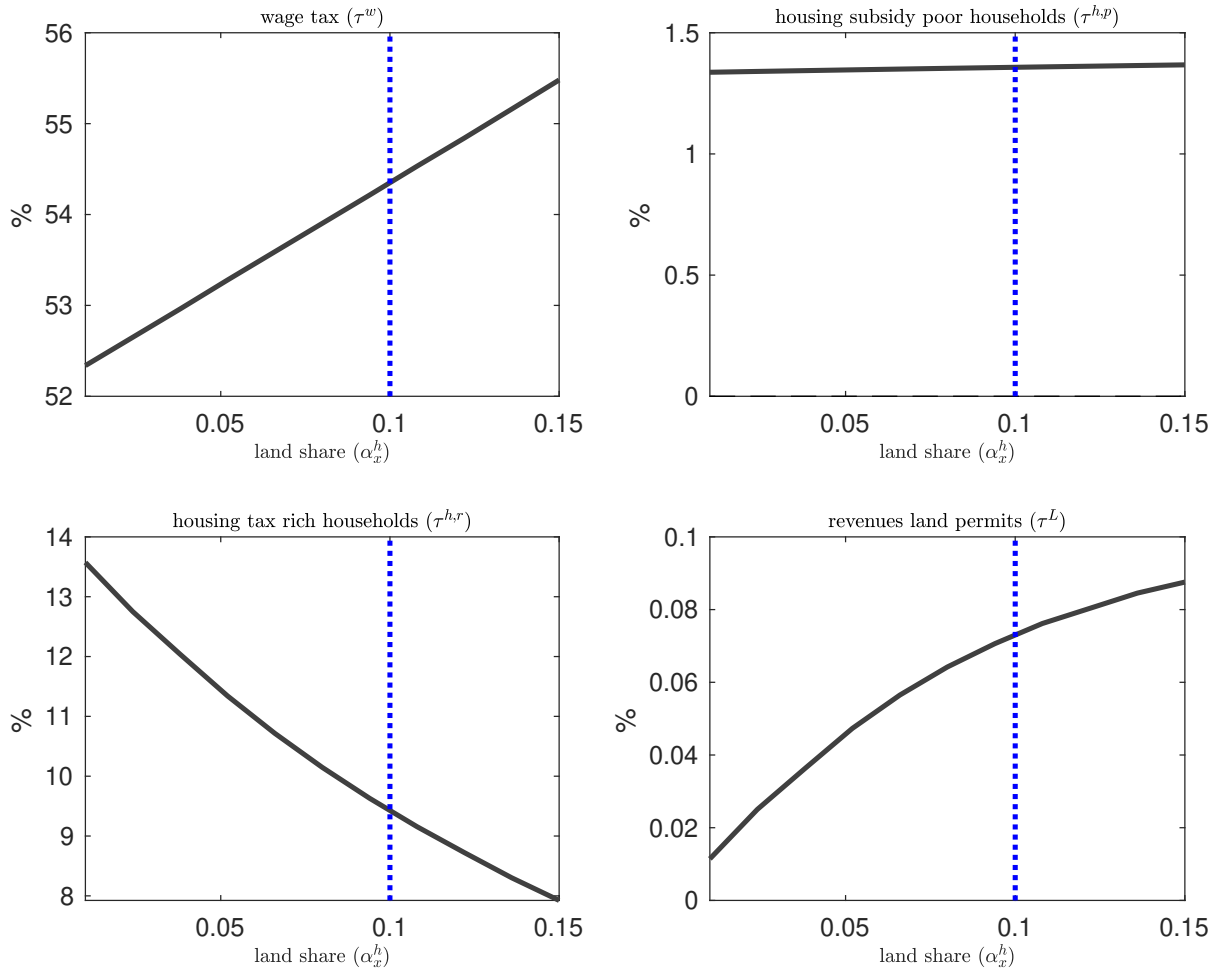 wage tax (τ^w)
56
55
54
53
52
%
0.05 0.1 0.15
land share (α_x^h)
housing subsidy poor households (τ^{h,p})
1.5
1
0.5
0
%
0.05 0.1 0.15
land share (α_x^h)
housing tax rich households (τ^{h,r})
14
13
12
11
10
9
8
%
0.05 0.1 0.15
land share (α_x^h)
revenues land permits (τ^L)
0.1
0.08
0.06
0.04
0.02
0
%
0.05 0.1 0.15
land share (α_x^h)